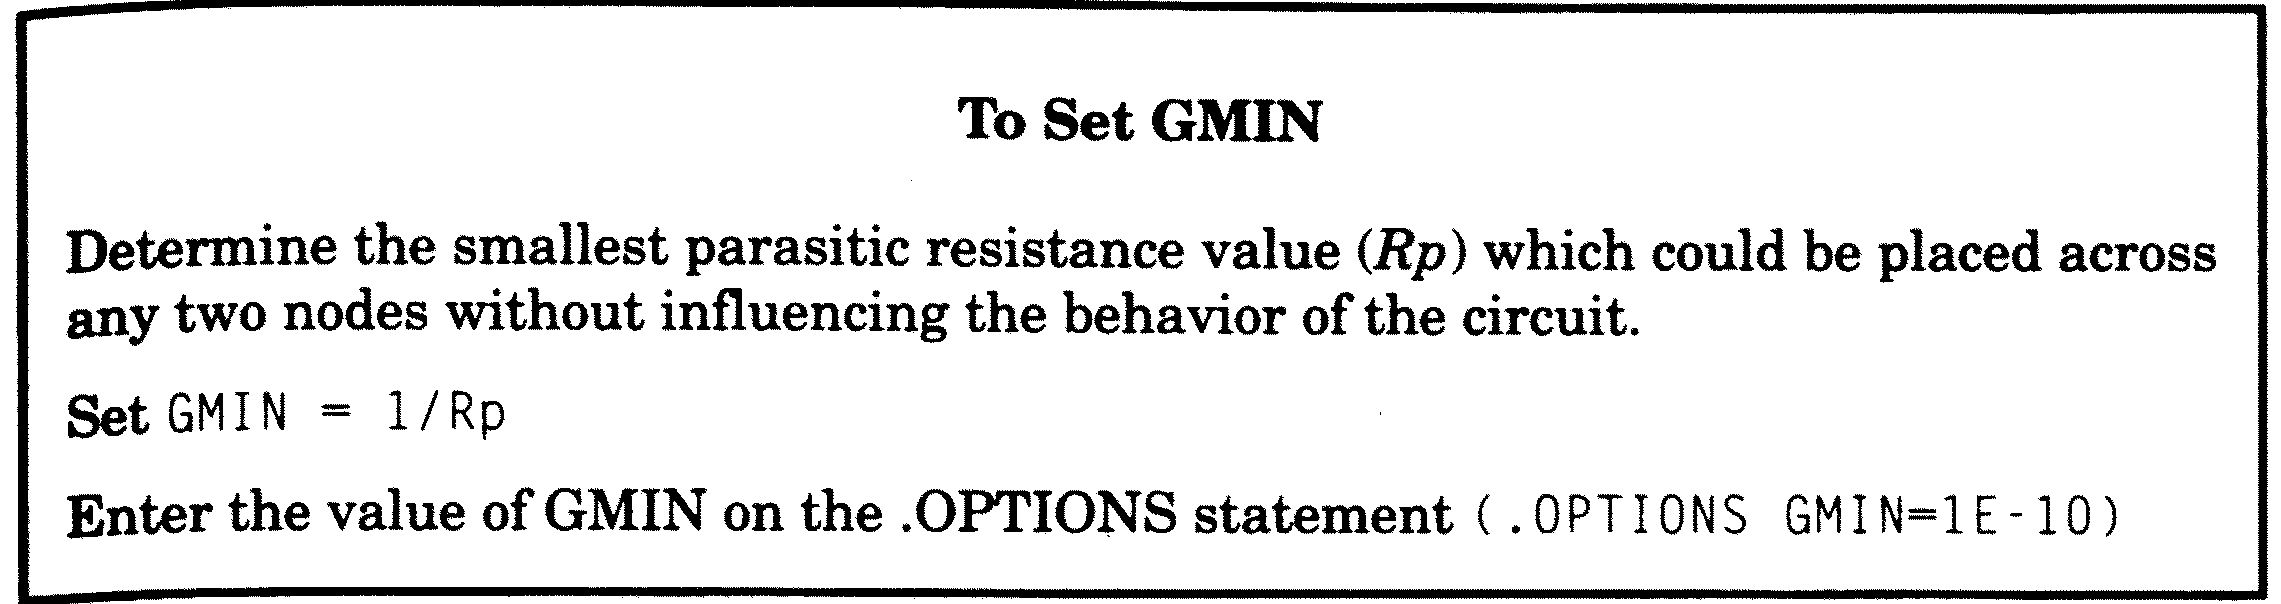 To Set GMIN
Determine the smallest parasitic resistance value (Rp) which could be placed across
any two nodes without influencing the behavior of the circuit.
Set GMIN = 1/Rp
Enter the value of GMIN on the .OPTIONS statement (.OPTIONS GMIN=1E-10)